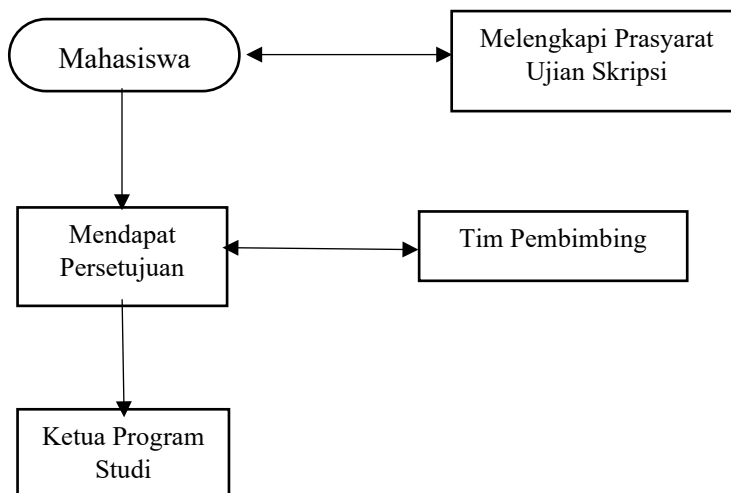 Mahasiswa
Melengkapi Prasyarat
Ujian Skripsi
Mendapat
Persetujuan
Tim Pembimbing
Ketua Program
Studi